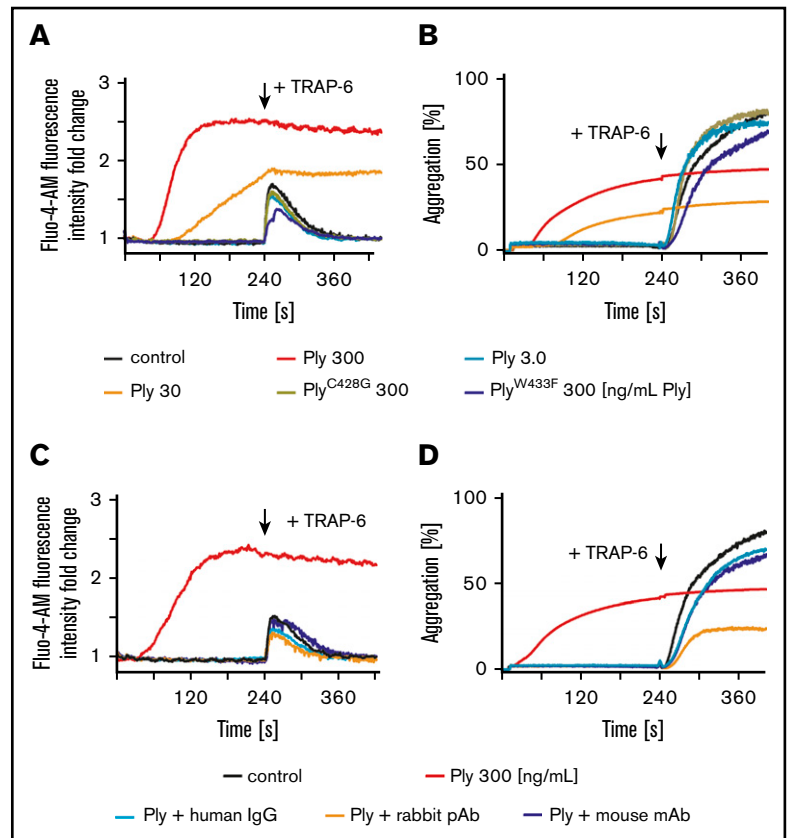 A
Fluo-4-AM fluorescence
intensity fold change
3
2
1
+ TRAP-6
120 240 360
Time [s]
B
Aggregation [%]
100
50
0
+ TRAP-6
0 120 240 360
Time [s]
control Ply 300 Ply 3.0
Ply 30 Ply^C428G 300 Ply^W433F 300 [ng/mL Ply]
C
Fluo-4-AM fluorescence
intensity fold change
3
2
1
+ TRAP-6
120 240 360
Time [s]
D
Aggregation [%]
100
50
0
+ TRAP-6
120 240 360
Time [s]
control Ply 300 [ng/mL]
Ply + human IgG Ply + rabbit pAb Ply + mouse mAb